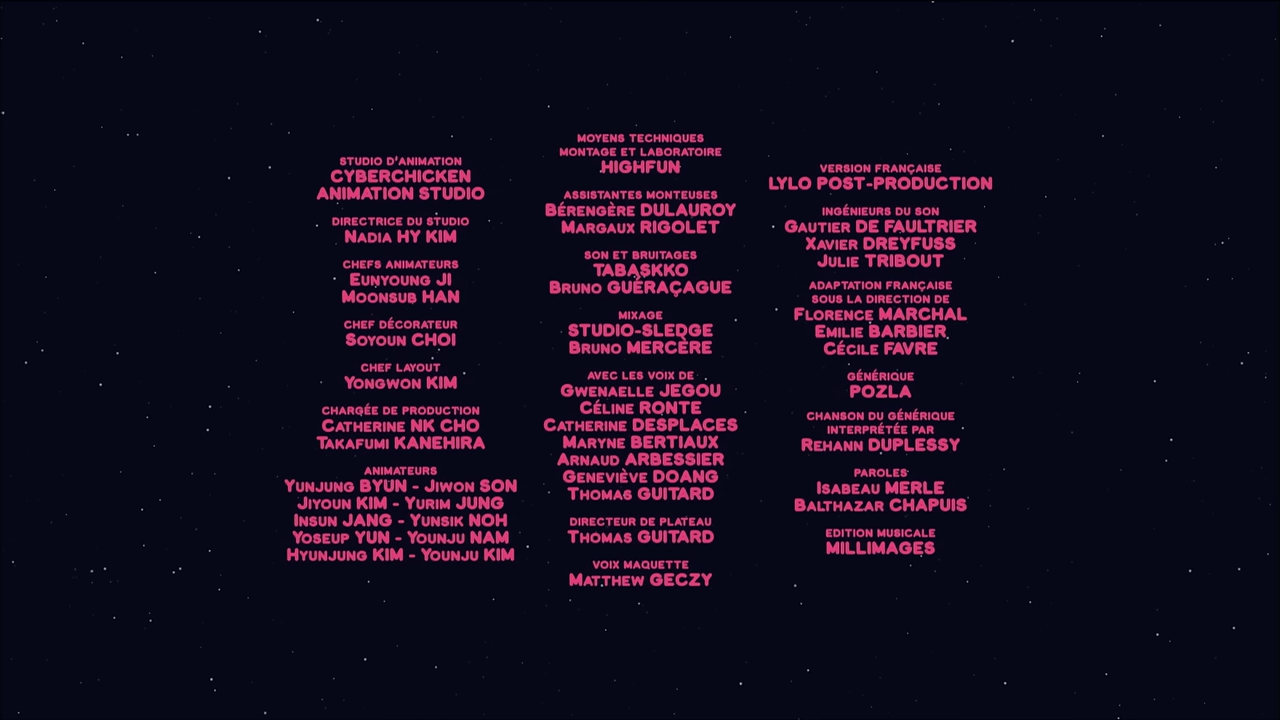 STUDIO D'ANIMATION
CYBERCHICKEN
ANIMATION STUDIO
DIRECTRICE DU STUDIO
NADIA HY KIM
CHEFS ANIMATEURS
EUNYOUNG JI
MOONSUB HAN
CHEF DÉCORATEUR
SOYOUN CHOI
CHEF LAYOUT
YONGWON KIM
CHARGÉE DE PRODUCTION
CATHERINE NK CHO
TAKAFUMI KANEHIRA
ANIMATEURS
YUNJUNG BYUN - JIWON SON
JIYOUN KIM - YURIM JUNG
INSUN JANG - YUNSIK NOH
YOSEUP YUN - YOUNJU NAM
HYUNJUNG KIM - YOUNJU KIM
MOYENS TECHNIQUES
MONTAGE ET LABORATOIRE
HIGHFUN
ASSISTANTES MONTEUSES
BÉRENGÈRE DULAUROY
MARGAUX RIGOLET
SON ET BRUITAGES
TABASKKO
BRUNO GUÉRAÇAGUE
MIXAGE
STUDIO-SLEDGE
BRUNO MERCÈRE
AVEC LES VOIX DE
GWENAELLE JEGOU
CÉLINE RONTE
CATHERINE DESPLACES
MARYNE BERTIAUX
ARNAUD ARBESSIER
GENEVIÈVE DOANG
THOMAS GUITARD
DIRECTEUR DE PLATEAU
THOMAS GUITARD
VOIX MAQUETTE
MATTHEW GECZY
VERSION FRANÇAISE
LYLO POST-PRODUCTION
INGÉNIEURS DU SON
GAUTIER DE FAULTRIER
XAVIER DREYFUSS
JULIE TRIBOUT
ADAPTATION FRANÇAISE
SOUS LA DIRECTION DE
FLORENCE MARCHAL
EMILIE BARBIER
CÉCILE FAVRE
GÉNÉRIQUE
POZLA
CHANSON DU GÉNÉRIQUE
INTERPRÉTÉE PAR
REHANN DUPLESSY
PAROLES
ISABEAU MERLE
BALTHAZAR CHAPUIS
EDITION MUSICALE
MILLIMAGES